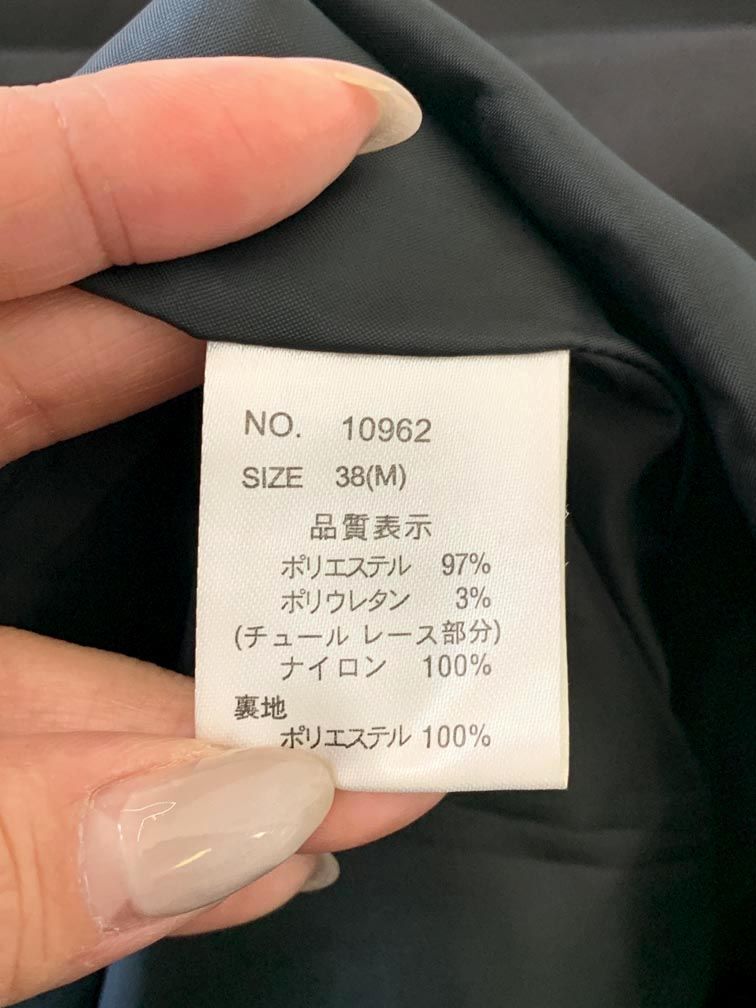 NO. 10962
SIZE 38(M)
品質表示
ポリエステル 97%
ポリウレタン 3%
(チュール レース部分)
ナイロン 100%
裏地
ポリエステル 100%